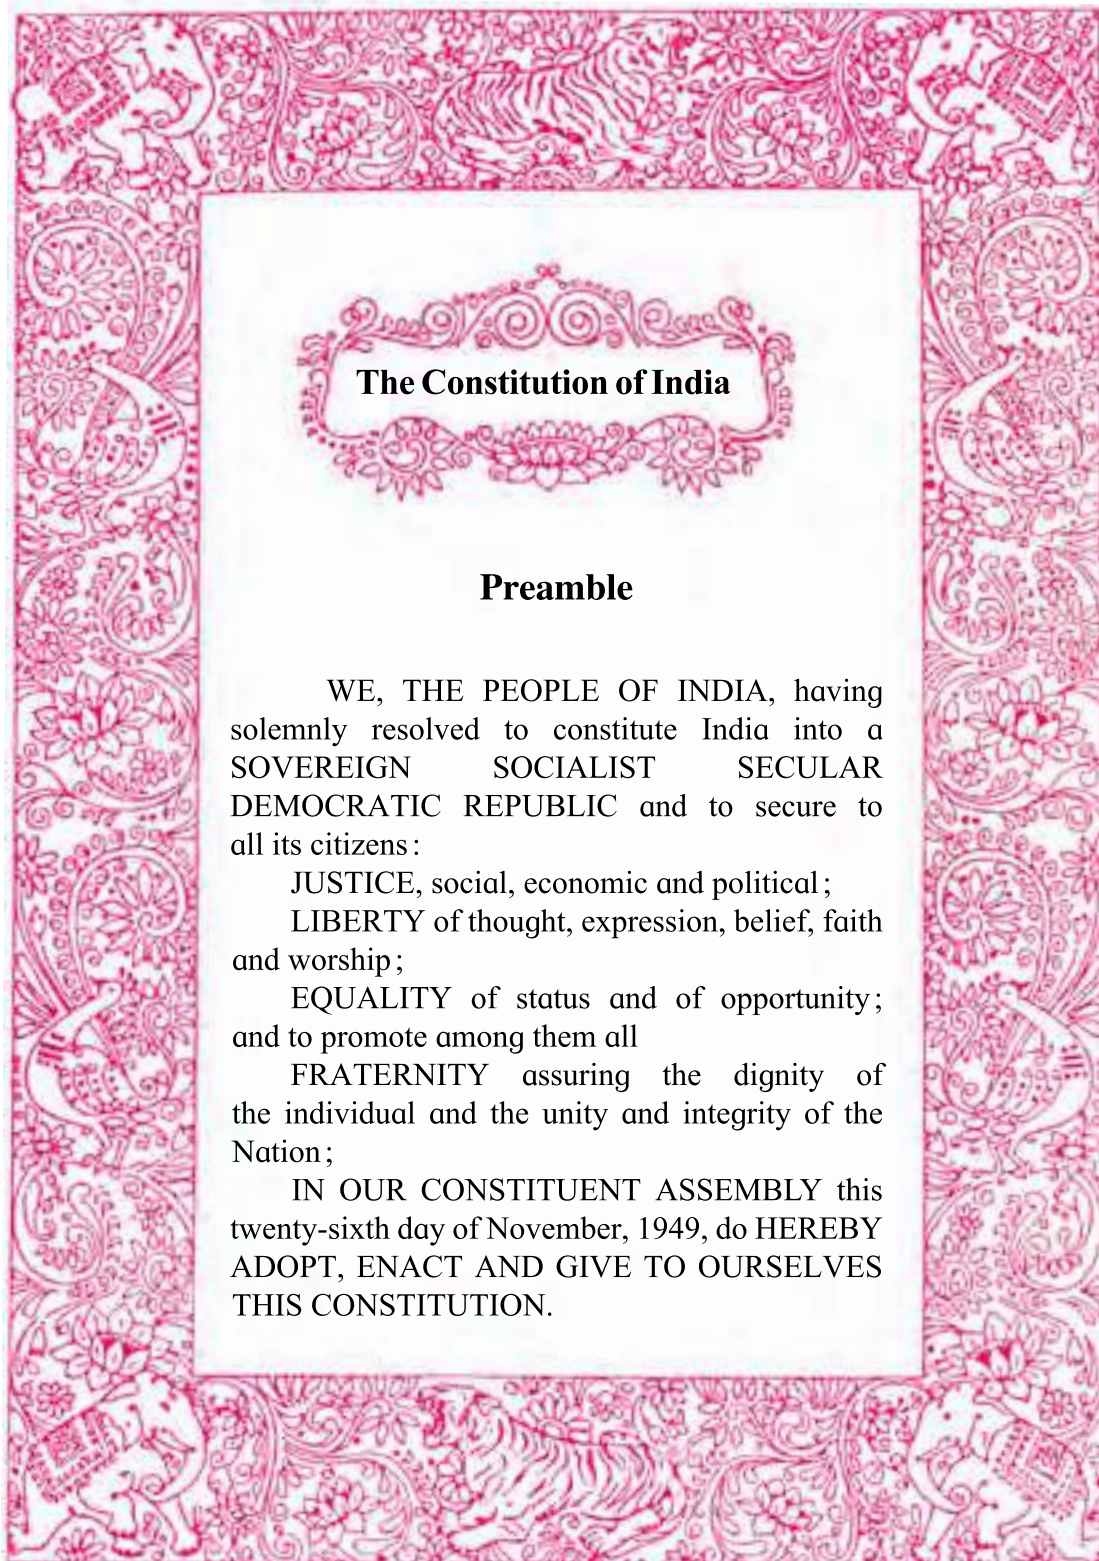 The Constitution of India
Preamble
WE, THE PEOPLE OF INDIA, having
solemnly resolved to constitute India into a
SOVEREIGN SOCIALIST SECULAR
DEMOCRATIC REPUBLIC and to secure to
all its citizens :
JUSTICE, social, economic and political ;
LIBERTY of thought, expression, belief, faith
and worship ;
EQUALITY of status and of opportunity ;
and to promote among them all
FRATERNITY assuring the dignity of
the individual and the unity and integrity of the
Nation ;
IN OUR CONSTITUENT ASSEMBLY this
twenty-sixth day of November, 1949, do HEREBY
ADOPT, ENACT AND GIVE TO OURSELVES
THIS CONSTITUTION.